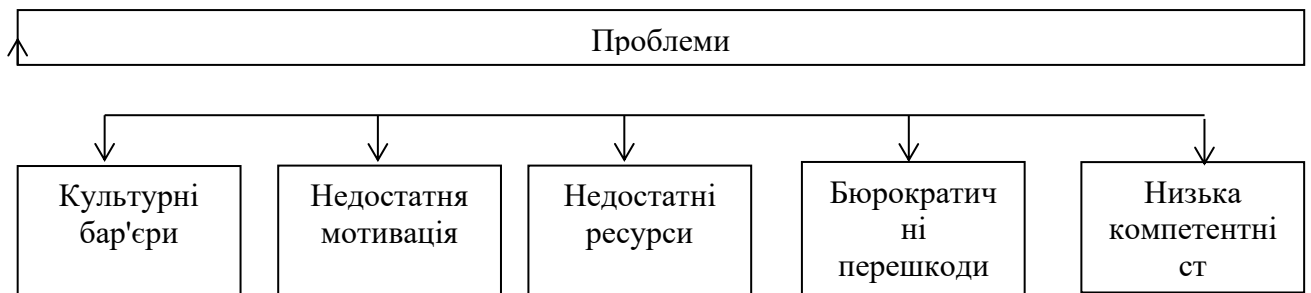 Проблеми
Культурні
бар'єри
Недостатня
мотивація
Недостатні
ресурси
Бюрократич
ні
перешкоди
Низька
компетентні
ст